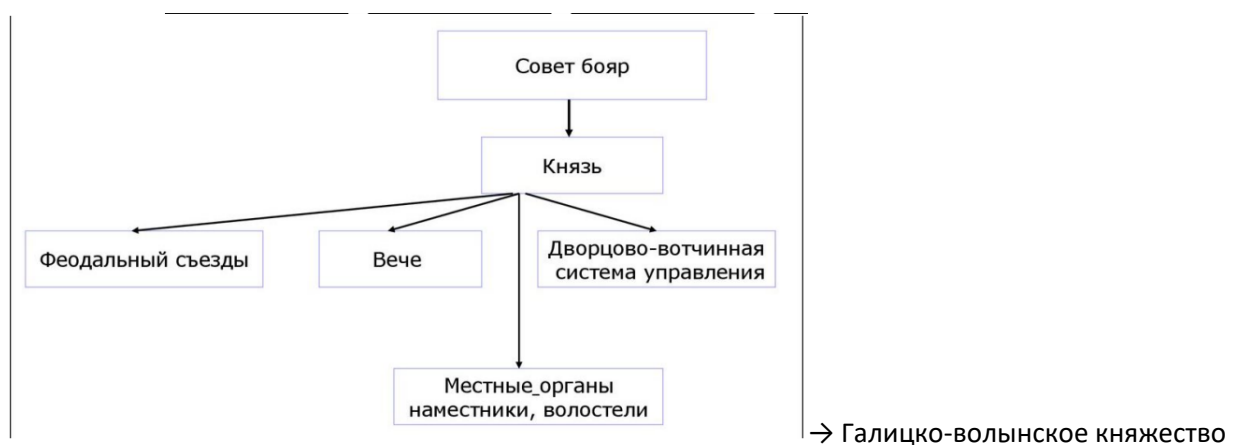 Совет бояр
Князь
Феодальный съезды
Вече
Дворцово-вотчинная
система управления
Местные_органы
наместники, волостели
→ Галицко-волынское княжество